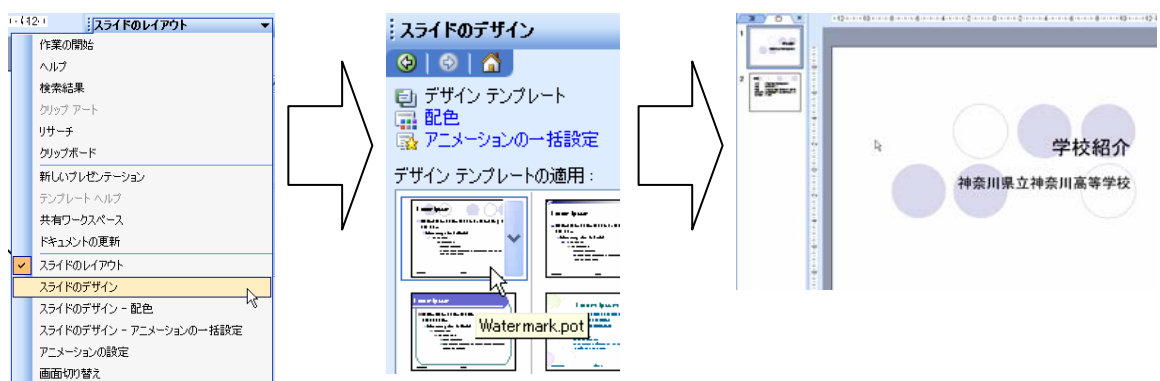 スライドのレイアウト
作業の開始
ヘルプ
検索結果
クリップ アート
リサーチ
クリップボード
新しいプレゼンテーション
テンプレート ヘルプ
共有ワークスペース
ドキュメントの更新
スライドのレイアウト
スライドのデザイン
スライドのデザイン - 配色
スライドのデザイン - アニメーションの一括設定
アニメーションの設定
画面切り替え
スライドのデザイン
デザイン テンプレート
配色
アニメーションの一括設定
デザイン テンプレートの適用:
Watermark.pot
1
2
学校紹介
神奈川県立神奈川高等学校